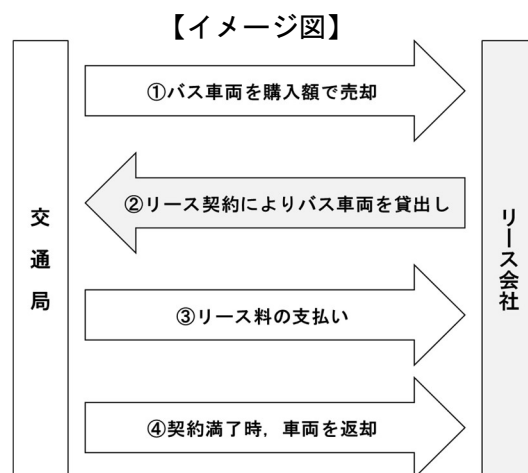 【イメージ図】
①バス車両を購入額で売却
②リース契約によりバス車両を貸出し
交通局
リース会社
③リース料の支払い
④契約満了時，車両を返却